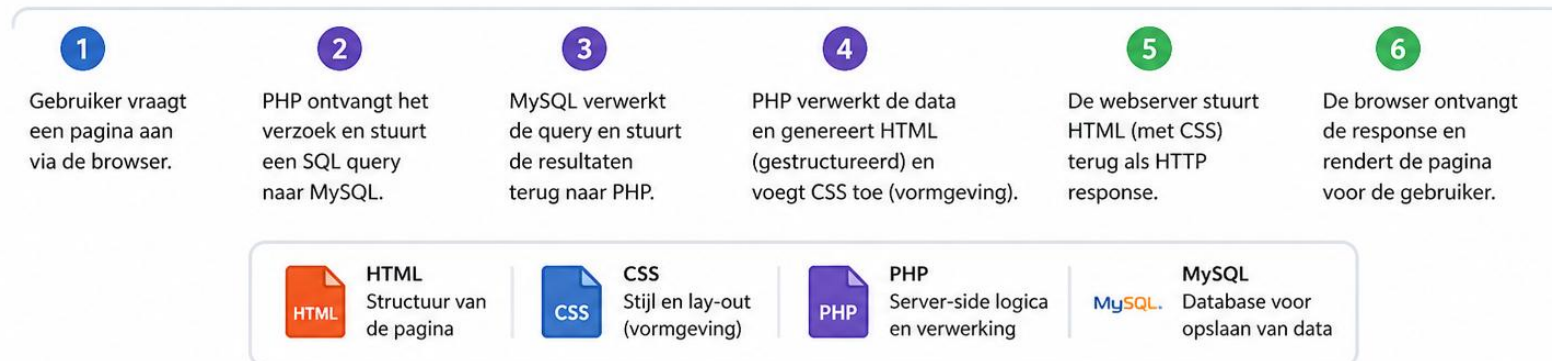 1
Gebruiker vraagt
een pagina aan
via de browser.
2
PHP ontvangt het
verzoek en stuurt
een SQL query
naar MySQL.
3
MySQL verwerkt
de query en stuurt
de resultaten
terug naar PHP.
4
PHP verwerkt de data
en genereert HTML
(gestructureerd) en
voegt CSS toe (vormgeving).
5
De webserver stuurt
HTML (met CSS)
terug als HTTP
response.
6
De browser ontvangt
de response en
rendert de pagina
voor de gebruiker.
HTML
HTML
Structuur van
de pagina
CSS
CSS
Stijl en lay-out
(vormgeving)
PHP
PHP
Server-side logica
en verwerking
MySQL.
MySQL
Database voor
opslaan van data